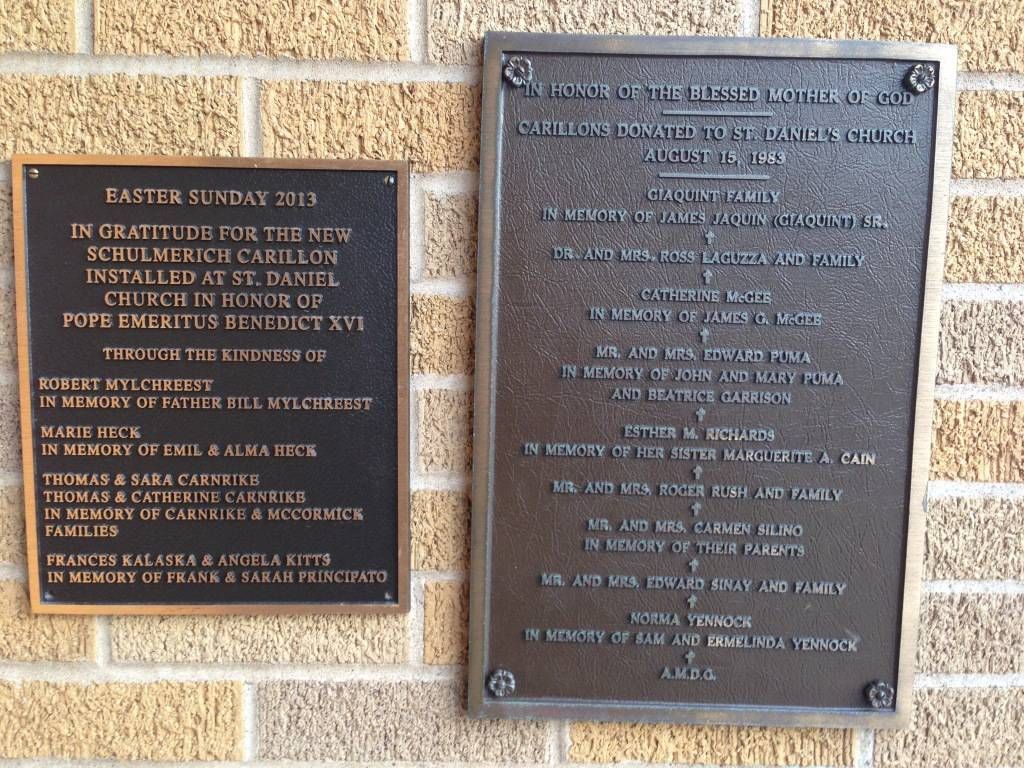 EASTER SUNDAY 2013
IN GRATITUDE FOR THE NEW
SCHULMERICH CARILLON
INSTALLED AT ST. DANIEL
CHURCH IN HONOR OF
POPE EMERITUS BENEDICT XVI
THROUGH THE KINDNESS OF
ROBERT MYLCHREEST
IN MEMORY OF FATHER BILL MYLCHREEST
MARIE HECK
IN MEMORY OF EMIL & ALMA HECK
THOMAS & SARA CARNRIKE
THOMAS & CATHERINE CARNRIKE
IN MEMORY OF CARNRIKE & MCCORMICK
FAMILIES
FRANCES KALASKA & ANGELA KITTS
IN MEMORY OF FRANK & SARAH PRINCIPATO
IN HONOR OF THE BLESSED MOTHER OF GOD
CARILLONS DONATED TO ST. DANIEL'S CHURCH
AUGUST 15, 1983
GIAQUINT FAMILY
IN MEMORY OF JAMES JAQUIN (GIAQUINT) SR.
DR. AND MRS. ROSS LAGUZZA AND FAMILY
CATHERINE McGEE
IN MEMORY OF JAMES G. McGEE
MR. AND MRS. EDWARD PUMA
IN MEMORY OF JOHN AND MARY PUMA
AND BEATRICE GARRISON
ESTHER M. RICHARDS
IN MEMORY OF HER SISTER MARGUERITE A. CAIN
MR. AND MRS. ROGER RUSH AND FAMILY
MR. AND MRS. CARMEN SILINO
IN MEMORY OF THEIR PARENTS
MR. AND MRS. EDWARD SINAY AND FAMILY
NORMA YENNOCK
IN MEMORY OF SAM AND ERMELINDA YENNOCK
A.M.D.G.